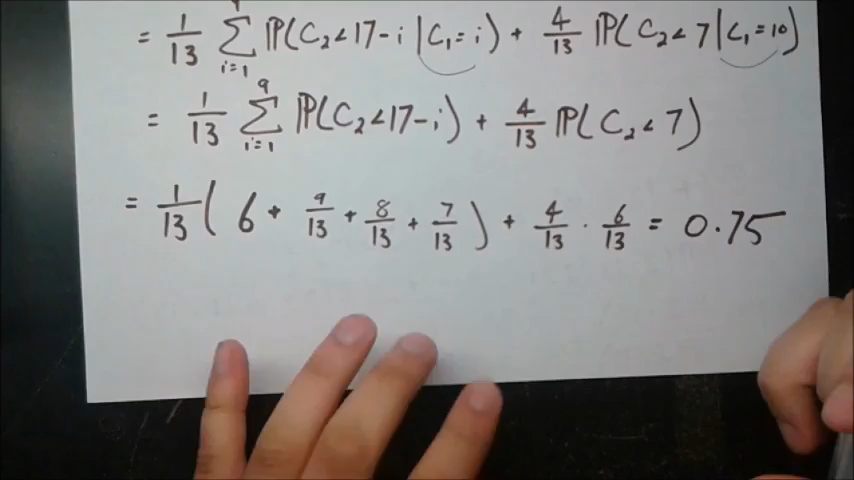 = 1/13 9∑i=1 ℙ(C₂<17-i|C₁=i) + 4/13 ℙ(C₂<7|C₁=10)
= 1/13 9∑i=1 ℙ(C₂<17-i) + 4/13 ℙ(C₂<7)
= 1/13 ( 6 + 9/13 + 8/13 + 7/13 ) + 4/13 · 6/13 = 0.75